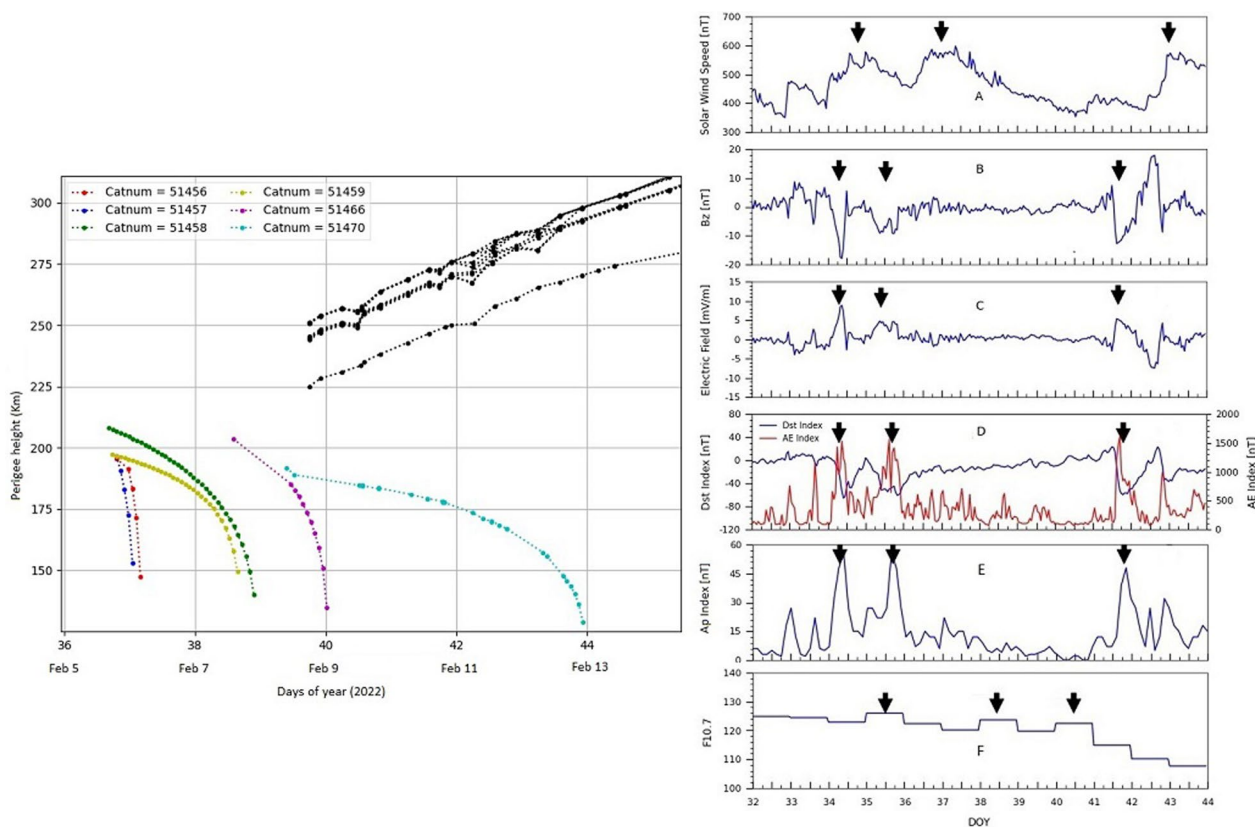 Perigee height (Km)
300
275
250
225
200
175
150
Catnum = 51456
Catnum = 51457
Catnum = 51458
Catnum = 51459
Catnum = 51466
Catnum = 51470
36
38
40
42
44
Feb 5
Feb 7
Feb 9
Feb 11
Feb 13
Days of year (2022)
Solar Wind Speed [nT]
700
600
500
400
300
A
Bz [nT]
20
10
0
-10
-20
B
Electric Field [mV/m]
15
10
5
0
-5
-10
-15
C
Dst Index [nT]
80
40
0
-40
-80
-120
Dst Index
AE Index
D
2000
1500
1000
500
0
AE Index [nT]
Ap Index [nT]
60
45
30
15
0
E
F10.7
140
130
120
110
100
F
32
33
34
35
36
37
38
39
40
41
42
43
44
DOY